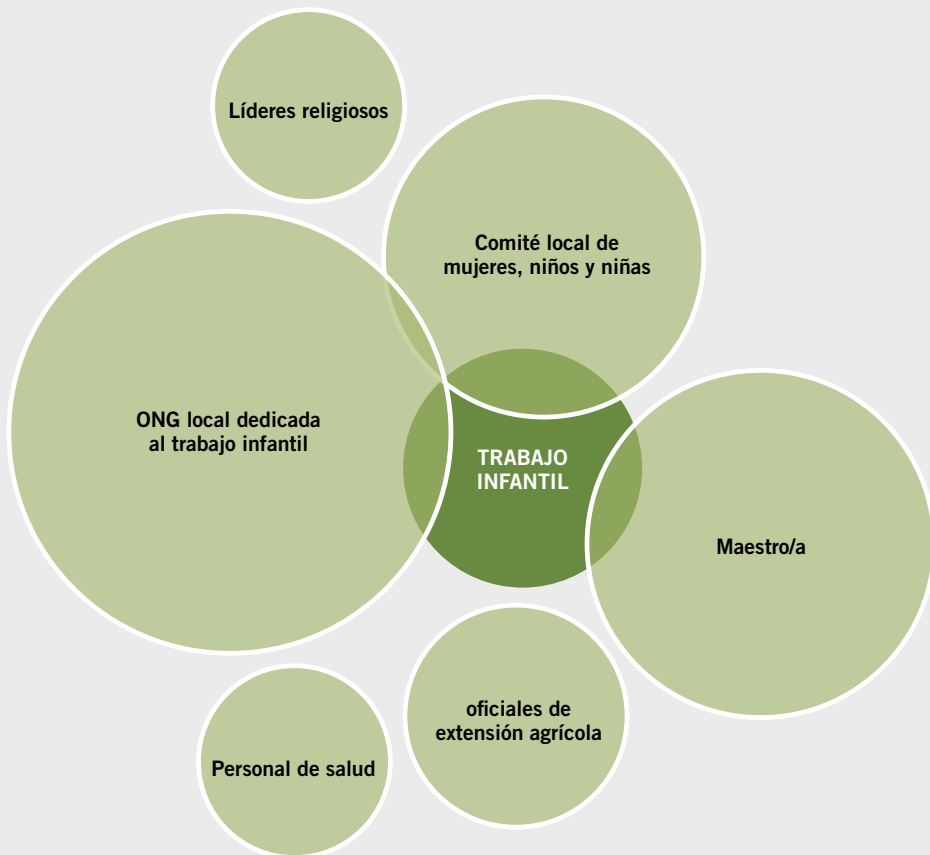 Líderes religiosos
Comité local de
mujeres, niños y niñas
ONG local dedicada
al trabajo infantil
TRABAJO
INFANTIL
Maestro/a
oficiales de
extensión agrícola
Personal de salud